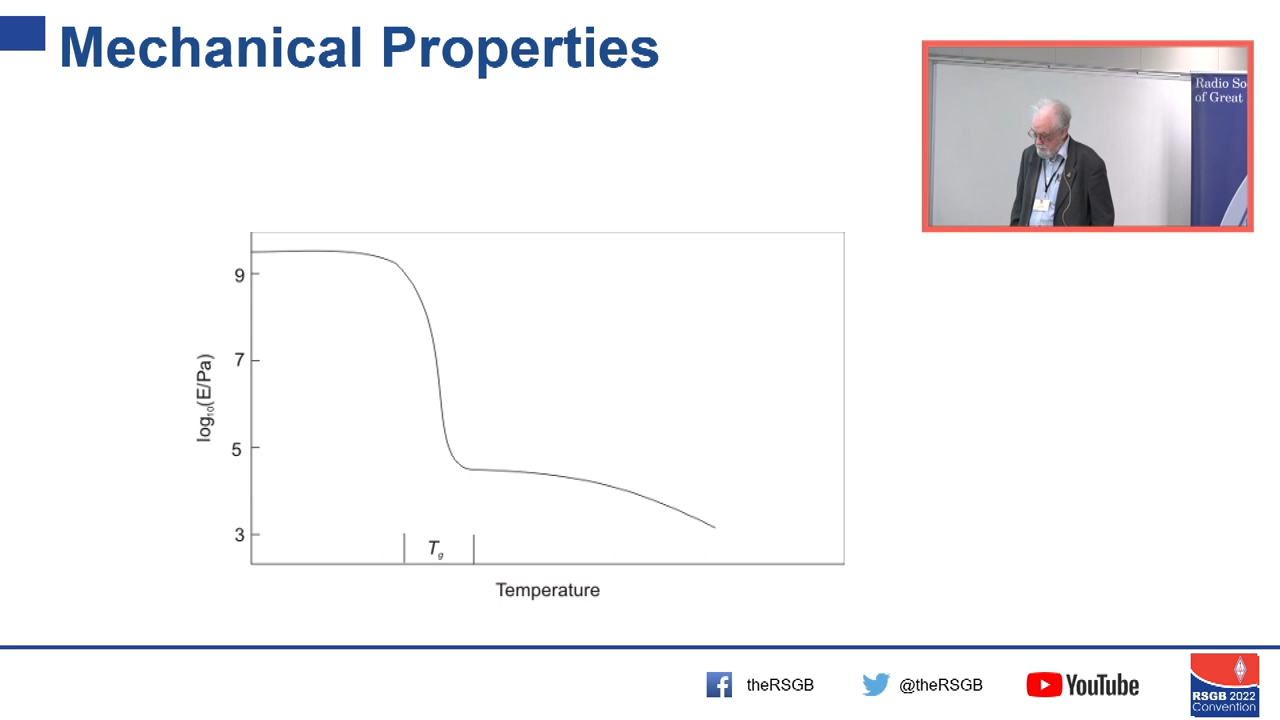 Mechanical Properties
Radio So
of Great
9
7
5
3
log₁₀(E/Pa)
Tg
Temperature
theRSGB
@theRSGB
YouTube
RSGB 2022
Convention